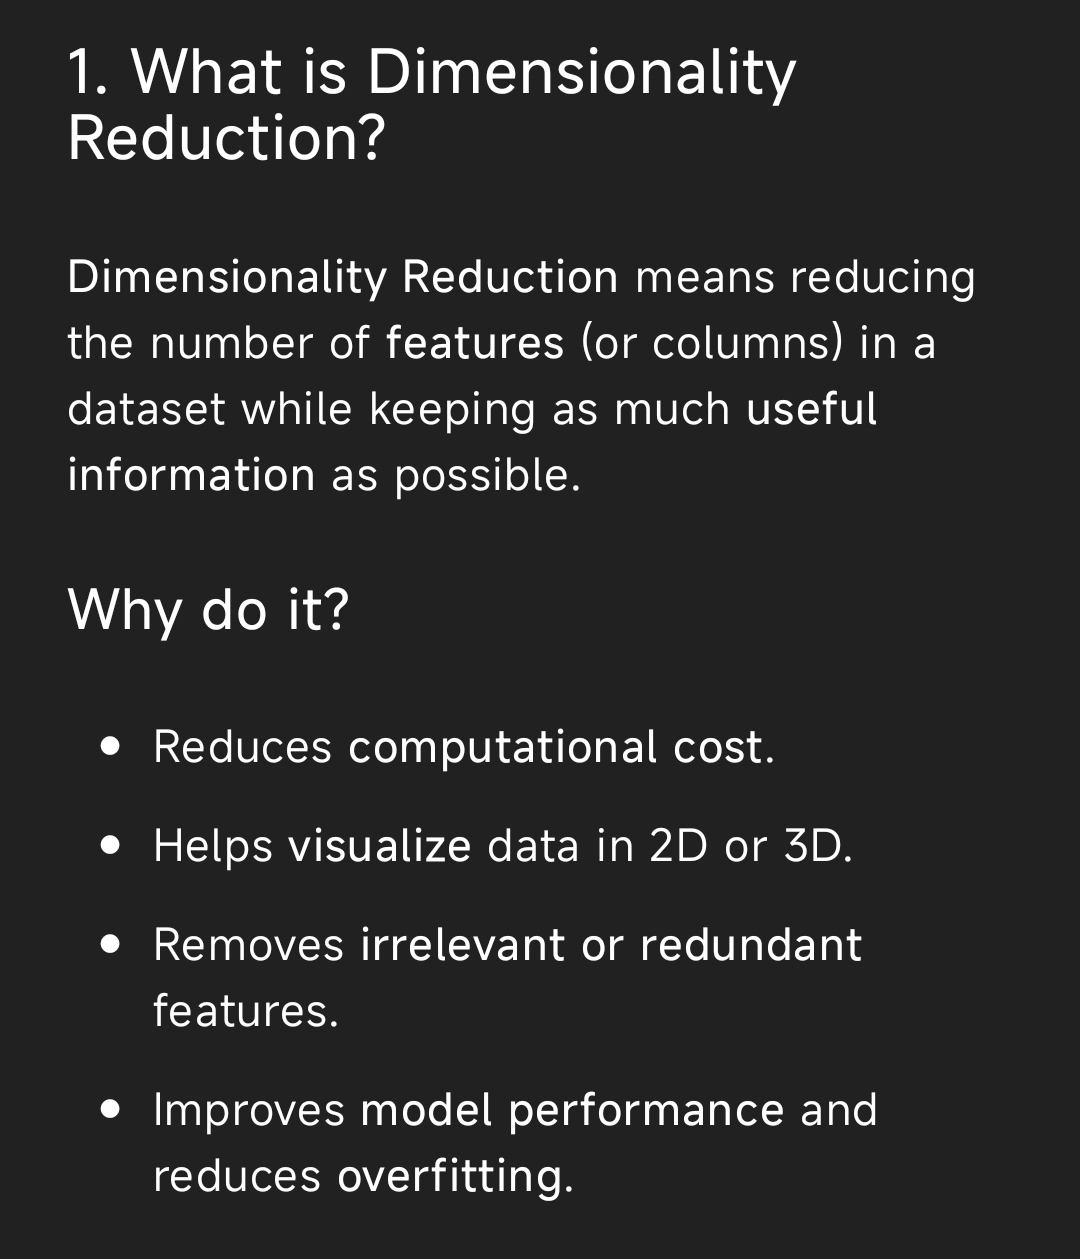 1. What is Dimensionality
Reduction?
Dimensionality Reduction means reducing
the number of features (or columns) in a
dataset while keeping as much useful
information as possible.
Why do it?
• Reduces computational cost.
• Helps visualize data in 2D or 3D.
• Removes irrelevant or redundant
features.
• Improves model performance and
reduces overfitting.